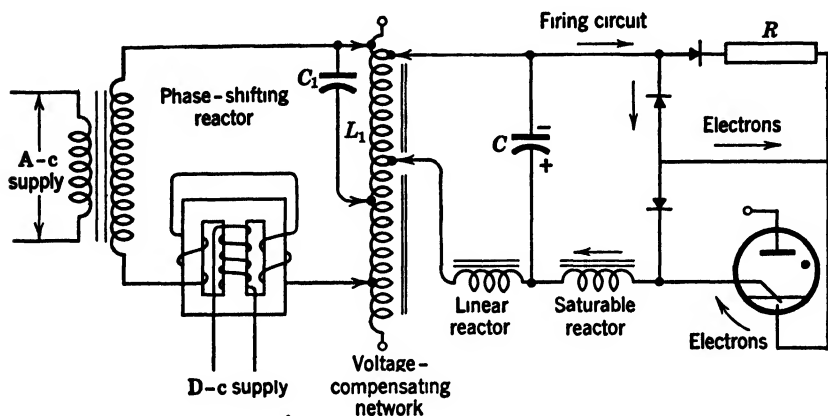 Firing circuit
R
C₁
Phase-shifting
reactor
L₁
Electrons
A-c
supply
C
−
+
Linear
reactor
Saturable
reactor
Electrons
D-c supply
Voltage-
compensating
network